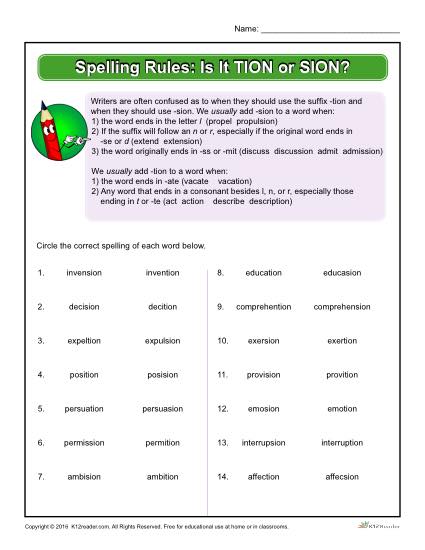 Name: ______________________________
Spelling Rules: Is It TION or SION?
Writers are often confused as to when they should use the suffix -tion and
when they should use -sion. We usually add -sion to a word when:
1) the word ends in the letter l (propel propulsion)
2) If the suffix will follow an n or r, especially if the original word ends in
-se or d (extend extension)
3) the word originally ends in -ss or -mit (discuss discussion admit admission)
We usually add -tion to a word when:
1) the word ends in -ate (vacate vacation)
2) Any word that ends in a consonant besides l, n, or r, especially those
ending in t or -te (act action describe description)
Circle the correct spelling of each word below.
1. invension invention
2. decision decition
3. expeltion expulsion
4. position posision
5. persuation persuasion
6. permission permition
7. ambision ambition
8. education educasion
9. comprehention comprehension
10. exersion exertion
11. provision provition
12. emosion emotion
13. interrupsion interruption
14. affection affecsion
Copyright © 2016 K12reader.com. All Rights Reserved. Free for educational use at home or in classrooms.
K12Reader